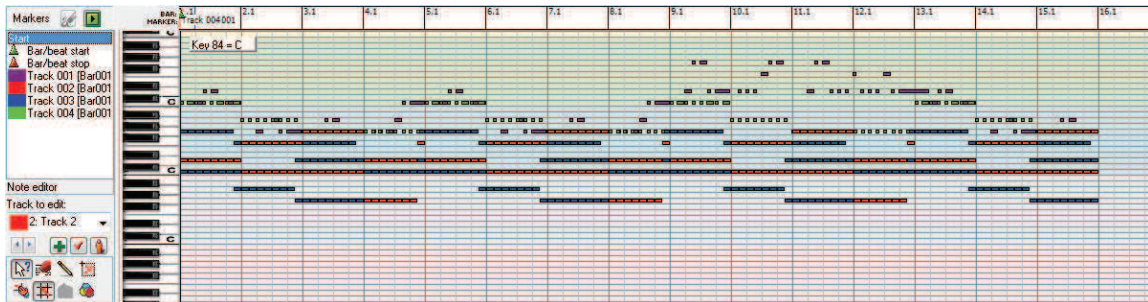 Markers
BAR:
MARKER:
1.1 2.1 3.1 4.1 5.1 6.1 7.1 8.1 9.1 10.1 11.1 12.1 13.1 14.1 15.1 16.1
Track 004001
Start
Bar/beat start
Bar/beat stop
Track 001 [Bar001
Track 002 [Bar001
Track 003 [Bar001
Track 004 [Bar001
Key 84 = C
C
C
C
C
Note editor
Track to edit:
2: Track 2